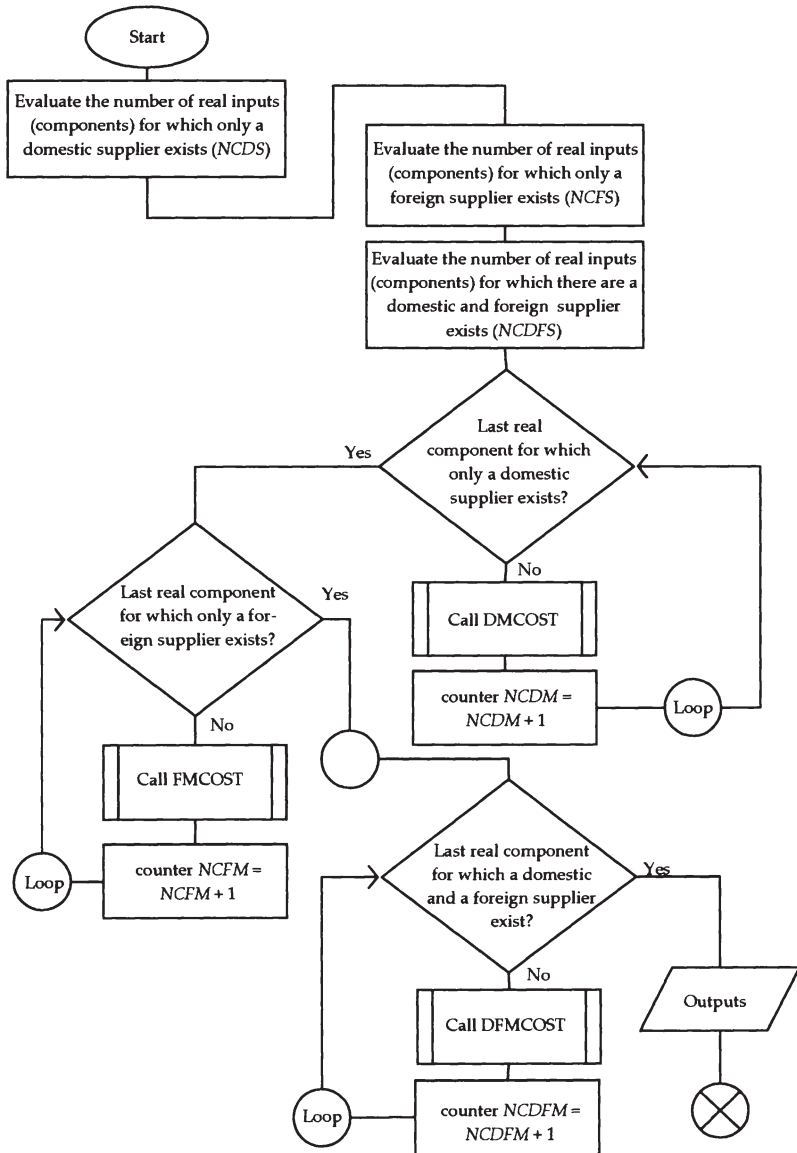 Start
Evaluate the number of real inputs
(components) for which only a
domestic supplier exists (NCDS)
Evaluate the number of real inputs
(components) for which only a
foreign supplier exists (NCFS)
Evaluate the number of real inputs
(components) for which there are a
domestic and foreign supplier
exists (NCDFS)
Last real
component for which
only a domestic
supplier exists?
Yes
No
Call DMCOST
counter NCDM =
NCDM + 1
Loop
Last real component
for which only a for-
eign supplier exists?
Yes
No
Call FMCOST
counter NCFM =
NCFM + 1
Loop
Last real component
for which a domestic
and a foreign supplier
exist?
Yes
No
Call DFMCOST
counter NCDFM =
NCDFM + 1
Loop
Outputs